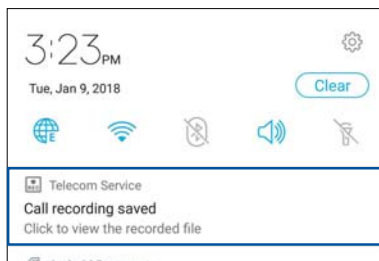 3:23PM
Tue, Jan 9, 2018
Clear
E
Telecom Service
Call recording saved
Click to view the recorded file